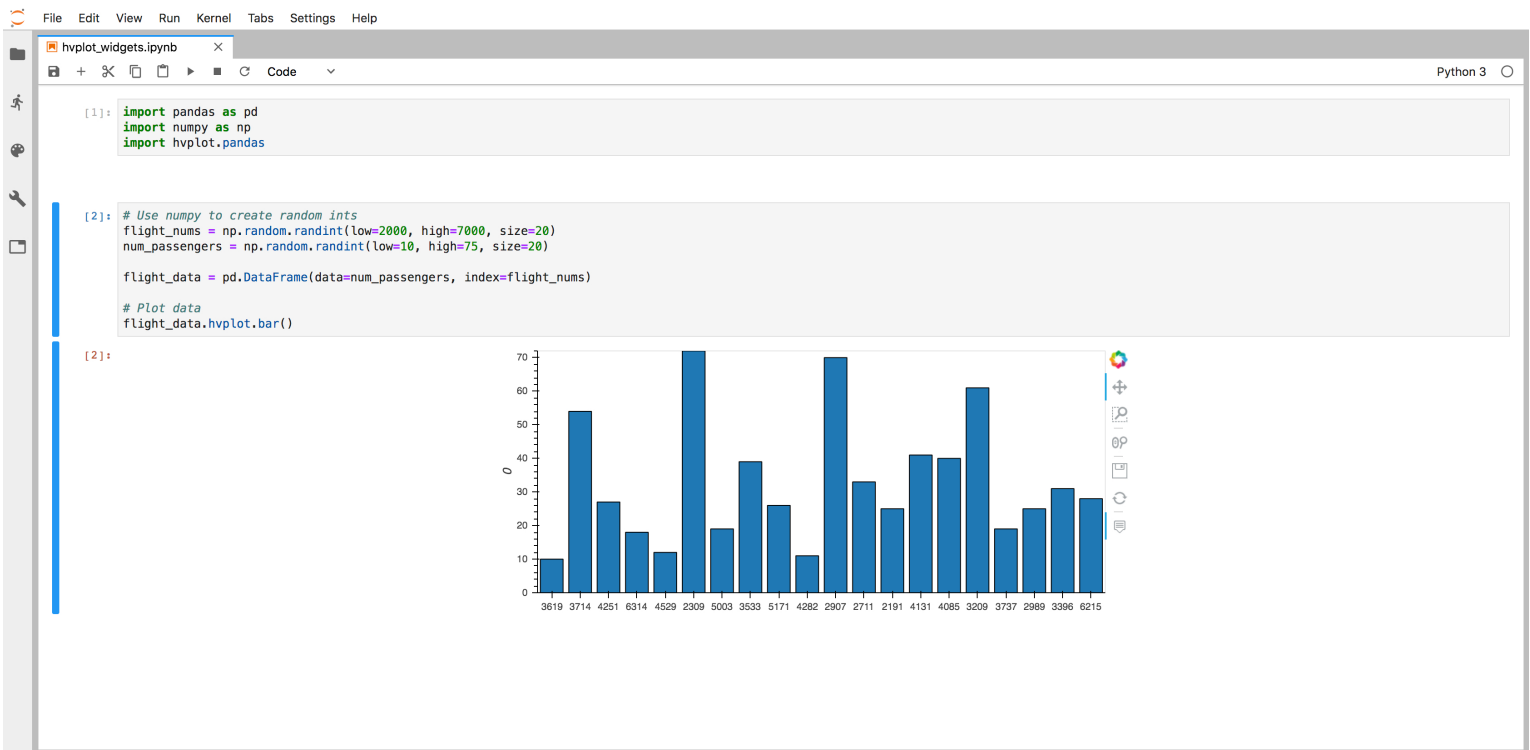 File Edit View Run Kernel Tabs Settings Help
hvplot_widgets.ipynb
Code
Python 3
[1]: import pandas as pd
import numpy as np
import hvplot.pandas
[2]: # Use numpy to create random ints
flight_nums = np.random.randint(low=2000, high=7000, size=20)
num_passengers = np.random.randint(low=10, high=75, size=20)
flight_data = pd.DataFrame(data=num_passengers, index=flight_nums)
# Plot data
flight_data.hvplot.bar()
[2]:
70
60
50
40
30
20
10
0
0
3619 3714 4251 6314 4529 2309 5003 3533 5171 4282 2907 2711 2191 4131 4085 3209 3737 2989 3396 6215